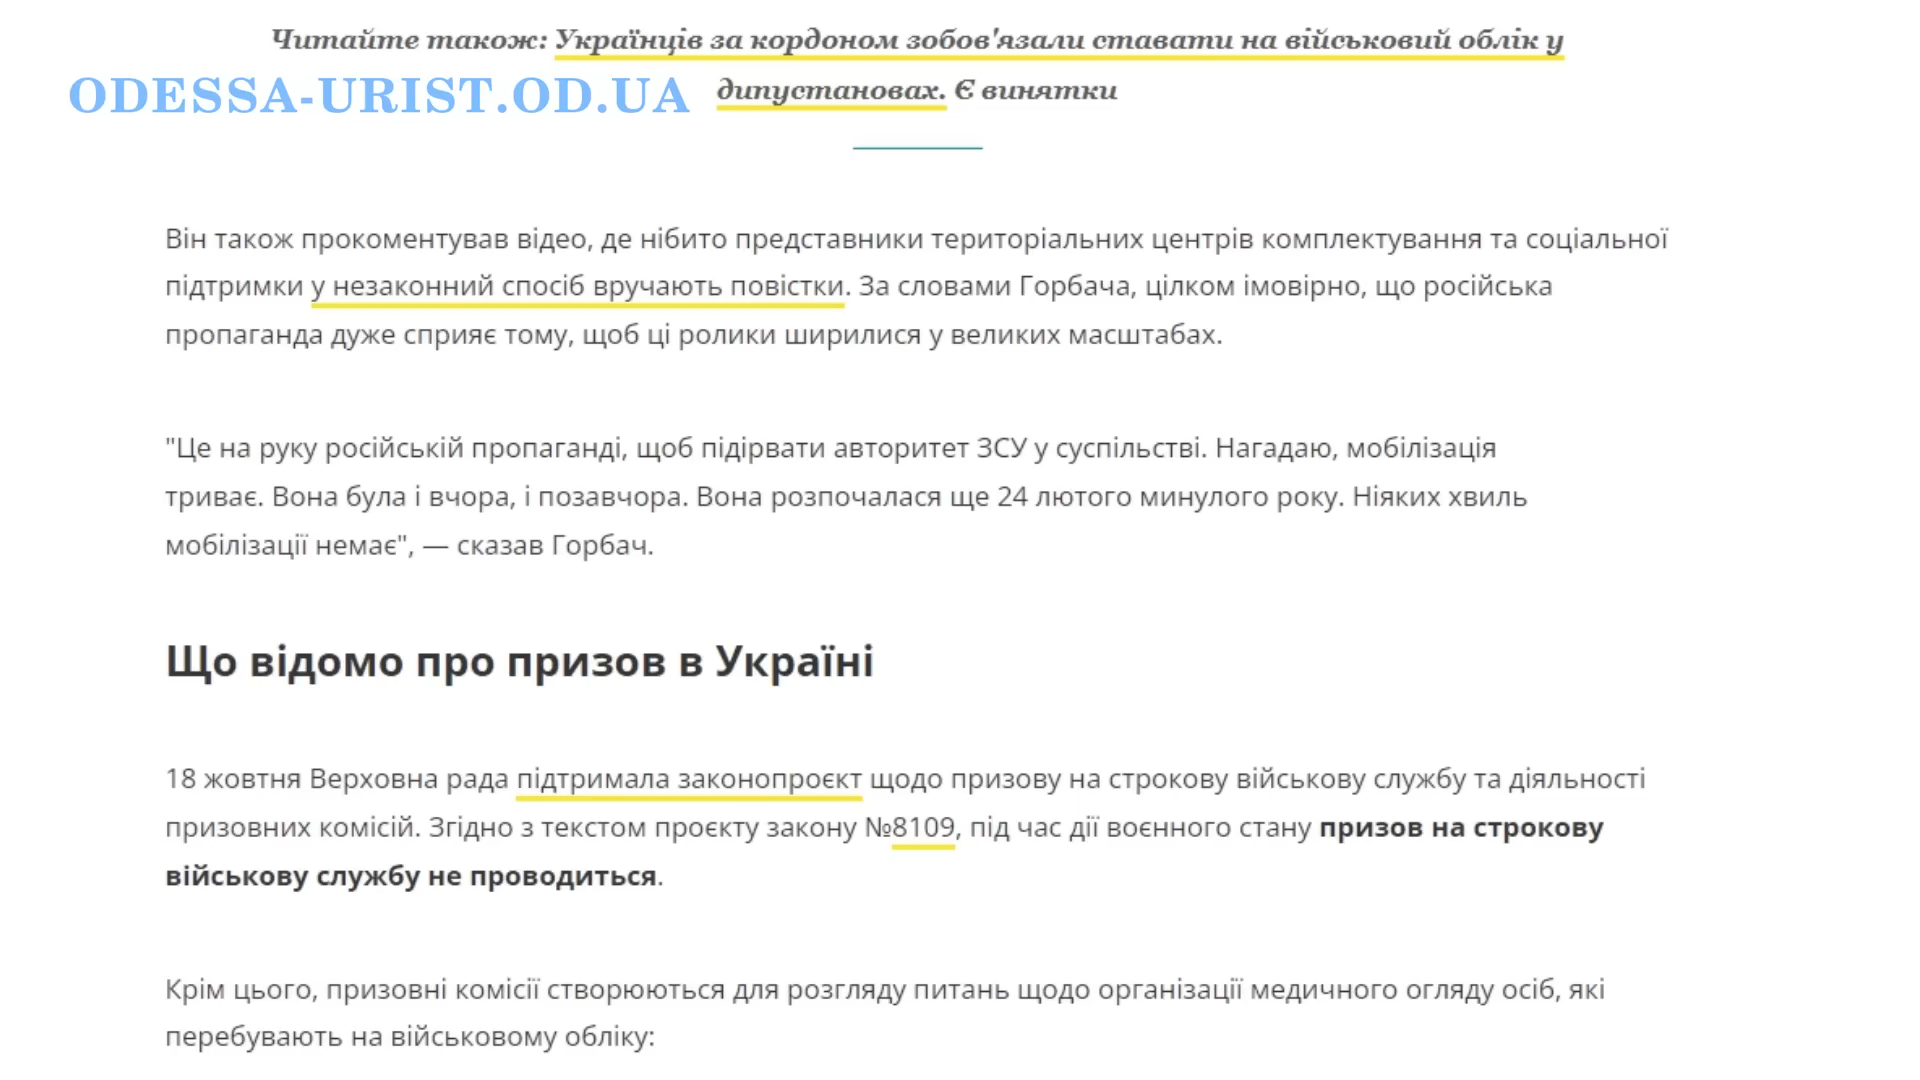 Читайте також: Українців за кордоном зобов'язали ставати на військовий облік у
ODESSA-URIST.OD.UA
дипустановах. Є винятки
Він також прокоментував відео, де нібито представники територіальних центрів комплектування та соціальної
підтримки у незаконний спосіб вручають повістки. За словами Горбача, цілком імовірно, що російська
пропаганда дуже сприяє тому, щоб ці ролики ширилися у великих масштабах.
"Це на руку російській пропаганді, щоб підірвати авторитет ЗСУ у суспільстві. Нагадаю, мобілізація
триває. Вона була і вчора, і позавчора. Вона розпочалася ще 24 лютого минулого року. Ніяких хвиль
мобілізації немає", — сказав Горбач.
Що відомо про призов в Україні
18 жовтня Верховна рада підтримала законопроєкт щодо призову на строкову військову службу та діяльності
призовних комісій. Згідно з текстом проєкту закону №8109, під час дії воєнного стану призов на строкову
військову службу не проводиться.
Крім цього, призовні комісії створюються для розгляду питань щодо організації медичного огляду осіб, які
перебувають на військовому обліку: